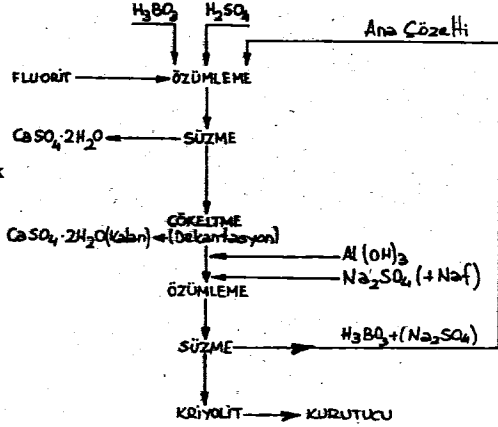 H₃BO₃ H₂SO₄
Ana Çözelti
FLUORİT ÖZÜMLEME
CaSO₄·2H₂O SÜZME
K
ÇÖKELTME
CaSO₄·2H₂O(Kalan) (Dekantasyon)
Al(OH)₃
Na₂SO₄(+Naf)
ÖZÜMLEME
SÜZME H₃BO₃+(Na₂SO₄)
KRİYOLİT KURUTUCU